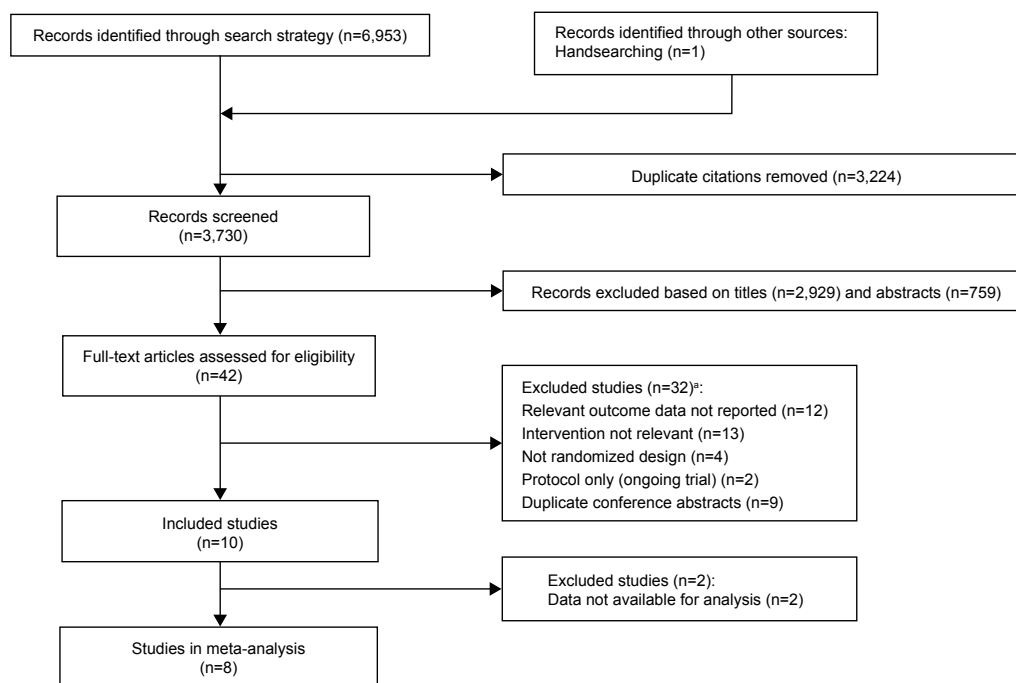 Records identified through search strategy (n=6,953)
Records identified through other sources:
Handsearching (n=1)
Duplicate citations removed (n=3,224)
Records screened
(n=3,730)
Records excluded based on titles (n=2,929) and abstracts (n=759)
Full-text articles assessed for eligibility
(n=42)
Excluded studies (n=32)ᵃ:
Relevant outcome data not reported (n=12)
Intervention not relevant (n=13)
Not randomized design (n=4)
Protocol only (ongoing trial) (n=2)
Duplicate conference abstracts (n=9)
Included studies
(n=10)
Excluded studies (n=2):
Data not available for analysis (n=2)
Studies in meta-analysis
(n=8)